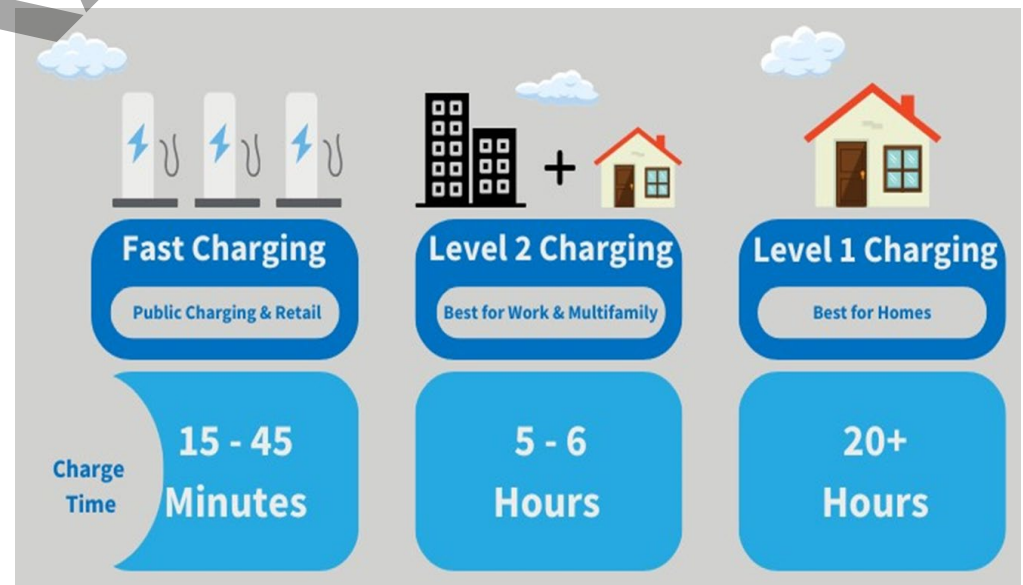 Fast Charging
Public Charging & Retail
Level 2 Charging
Best for Work & Multifamily
Level 1 Charging
Best for Homes
Charge
Time
15 - 45
Minutes
5 - 6
Hours
20+
Hours